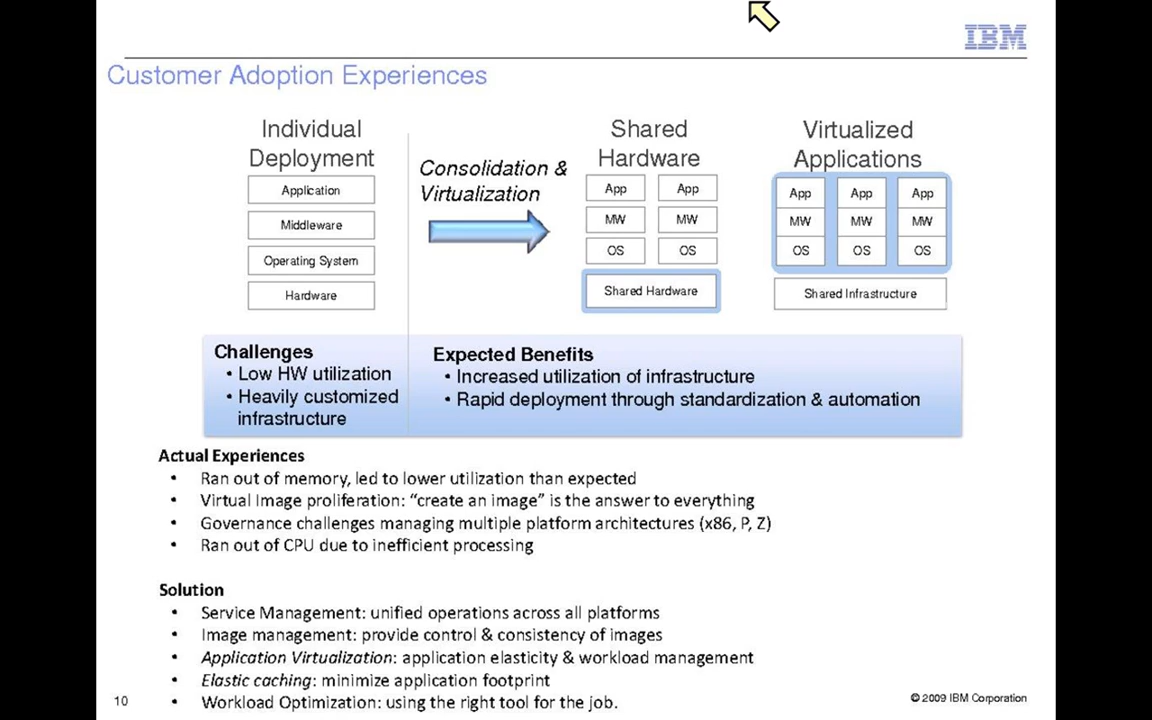 IBM
Customer Adoption Experiences
Individual
Deployment
Application
Middleware
Operating System
Hardware
Consolidation &
Virtualization
Shared
Hardware
App App
MW MW
OS OS
Shared Hardware
Virtualized
Applications
App App App
MW MW MW
OS OS OS
Shared Infrastructure
Challenges
• Low HW utilization
• Heavily customized
infrastructure
Expected Benefits
• Increased utilization of infrastructure
• Rapid deployment through standardization & automation
Actual Experiences
• Ran out of memory, led to lower utilization than expected
• Virtual Image proliferation: “create an image” is the answer to everything
• Governance challenges managing multiple platform architectures (x86, P, Z)
• Ran out of CPU due to inefficient processing
Solution
• Service Management: unified operations across all platforms
• Image management: provide control & consistency of images
• Application Virtualization: application elasticity & workload management
• Elastic caching: minimize application footprint
• Workload Optimization: using the right tool for the job.
10
© 2009 IBM Corporation